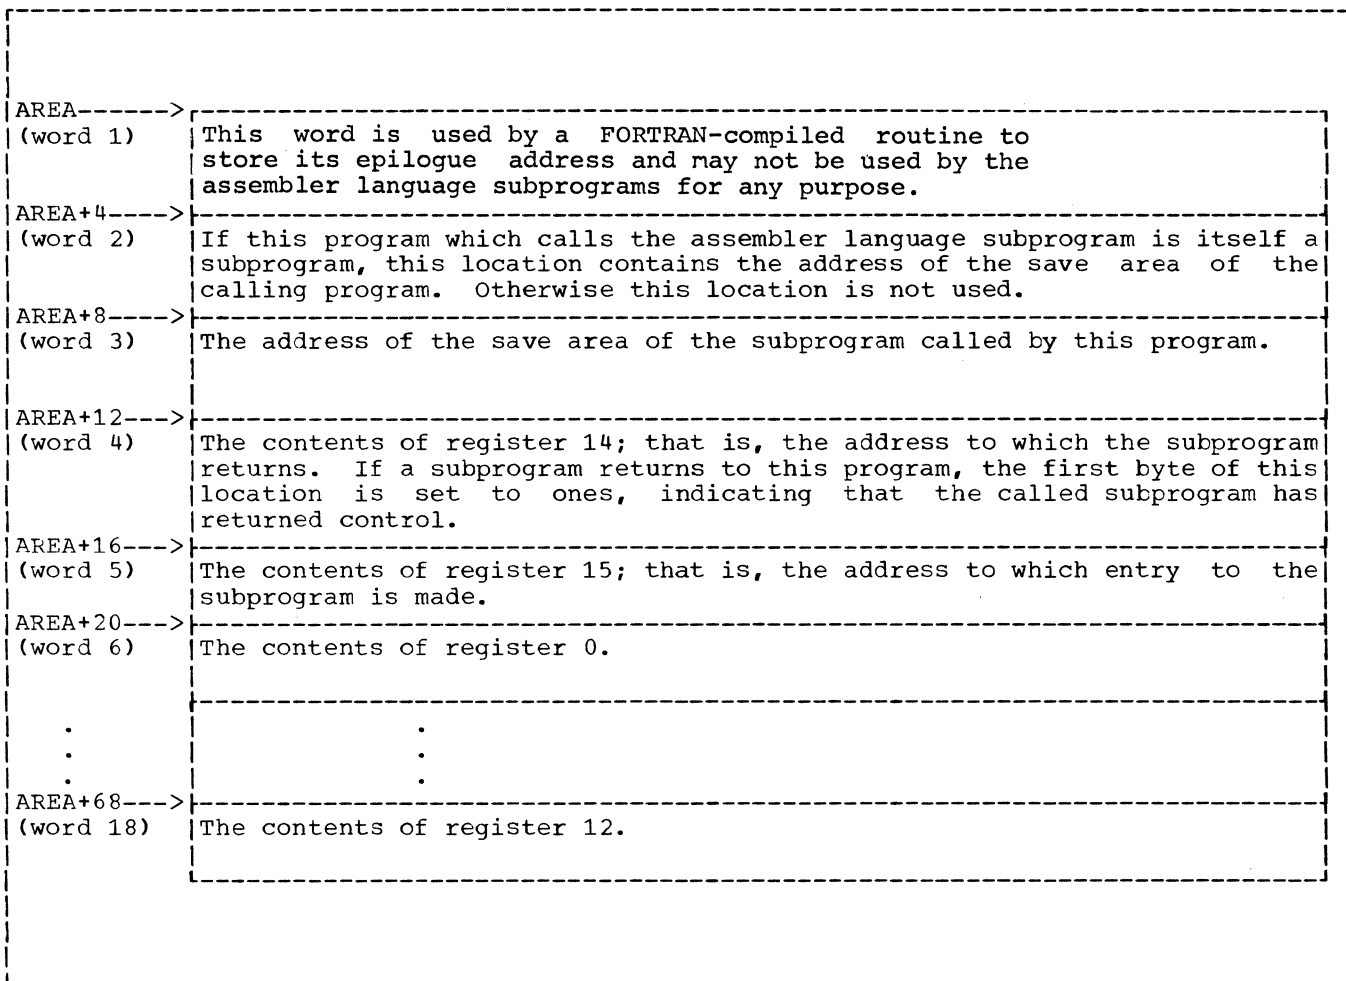 AREA------>
(word 1) This word is used by a FORTRAN-compiled routine to
store its epilogue address and may not be used by the
assembler language subprograms for any purpose.
AREA+4---->
(word 2) If this program which calls the assembler language subprogram is itself a
subprogram, this location contains the address of the save area of the
calling program. Otherwise this location is not used.
AREA+8---->
(word 3) The address of the save area of the subprogram called by this program.
AREA+12--->
(word 4) The contents of register 14; that is, the address to which the subprogram
returns. If a subprogram returns to this program, the first byte of this
location is set to ones, indicating that the called subprogram has
returned control.
AREA+16--->
(word 5) The contents of register 15; that is, the address to which entry to the
subprogram is made.
AREA+20--->
(word 6) The contents of register 0.
. .
. .
. .
AREA+68--->
(word 18) The contents of register 12.